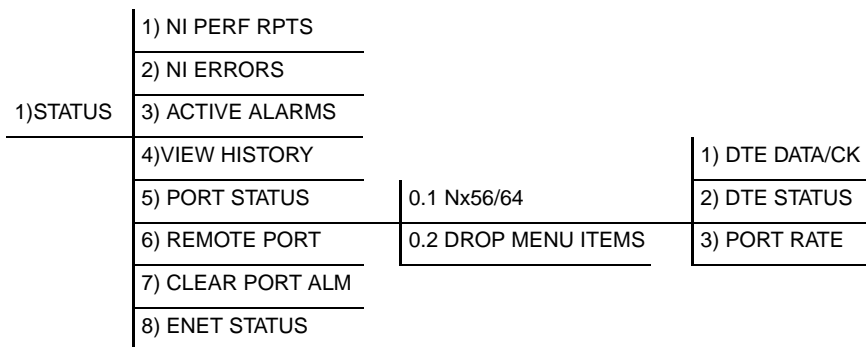 1) NI PERF RPTS
2) NI ERRORS
1)STATUS
3) ACTIVE ALARMS
4)VIEW HISTORY
5) PORT STATUS
6) REMOTE PORT
7) CLEAR PORT ALM
8) ENET STATUS
0.1 Nx56/64
0.2 DROP MENU ITEMS
1) DTE DATA/CK
2) DTE STATUS
3) PORT RATE